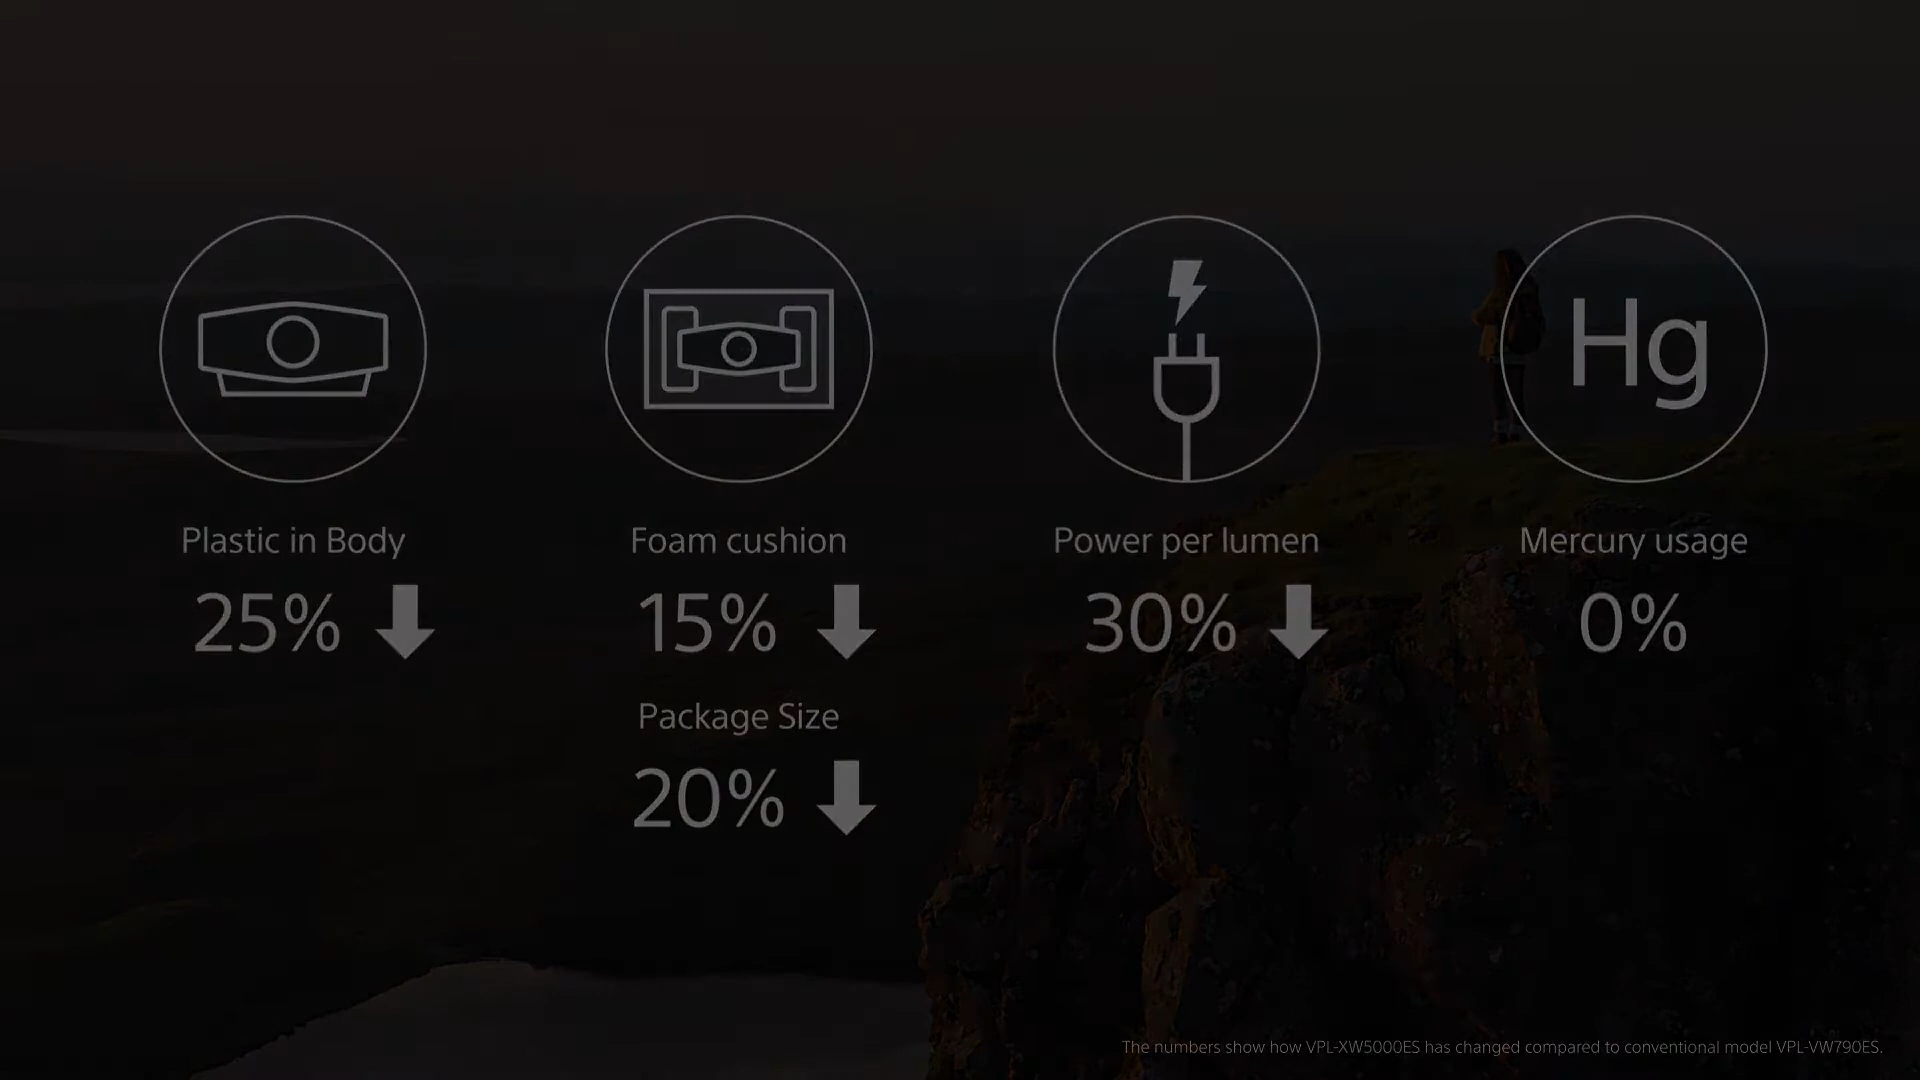 Hg
Plastic in Body
25%
Foam cushion
15%
Package Size
20%
Power per lumen
30%
Mercury usage
0%
The numbers show how VPL-XW5000ES has changed compared to conventional model VPL-VW790ES.